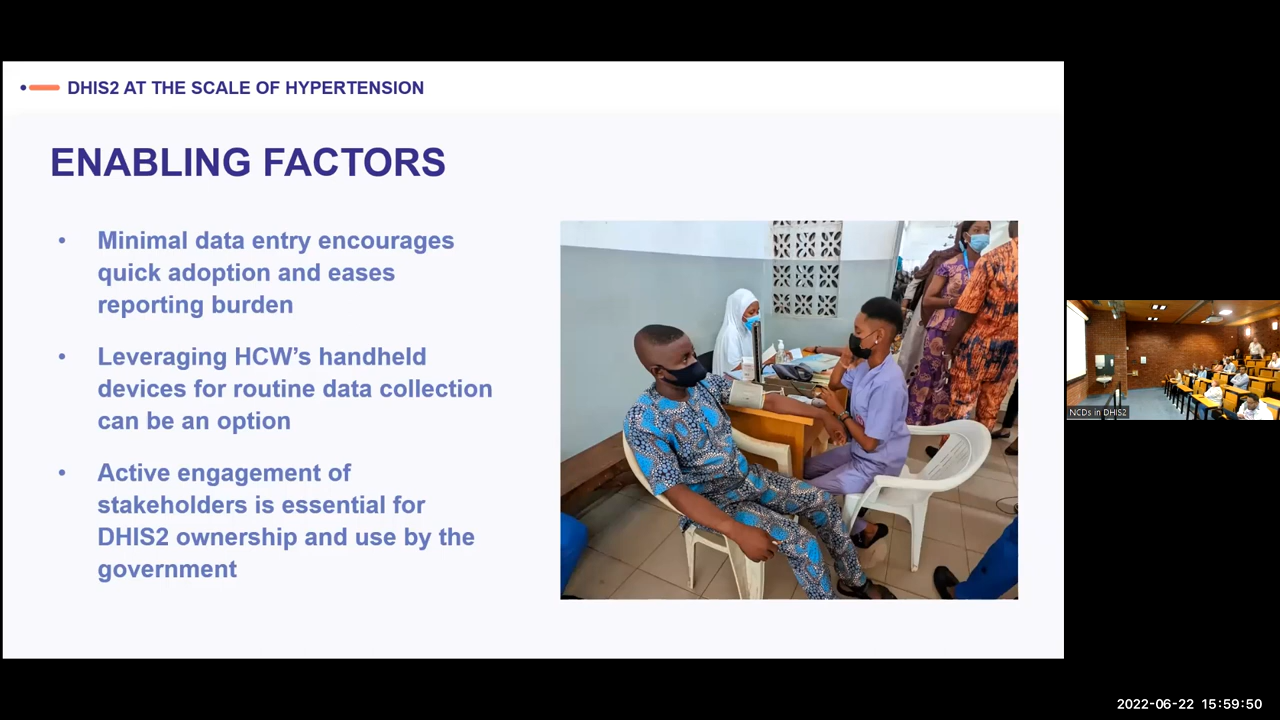 DHIS2 AT THE SCALE OF HYPERTENSION
ENABLING FACTORS
• Minimal data entry encourages
quick adoption and eases
reporting burden
• Leveraging HCW’s handheld
devices for routine data collection
can be an option
• Active engagement of
stakeholders is essential for
DHIS2 ownership and use by the
government
NCDs in DHIS2
2022-06-22 15:59:50